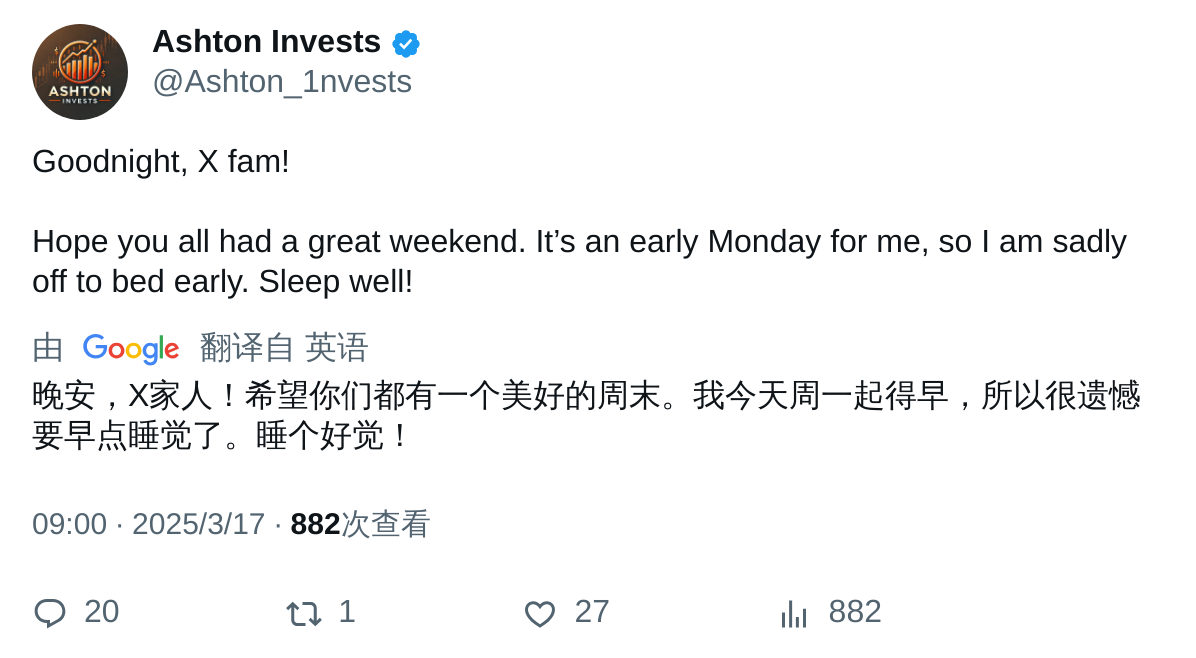 ASHTON
INVESTS
Ashton Invests
@Ashton_1nvests
Goodnight, X fam!
Hope you all had a great weekend. It’s an early Monday for me, so I am sadly
off to bed early. Sleep well!
由 Google 翻译自 英语
晚安，X家人！希望你们都有一个美好的周末。我今天周一起得早，所以很遗憾
要早点睡觉了。睡个好觉！
09:00 · 2025/3/17 · 882次查看
20 1 27 882